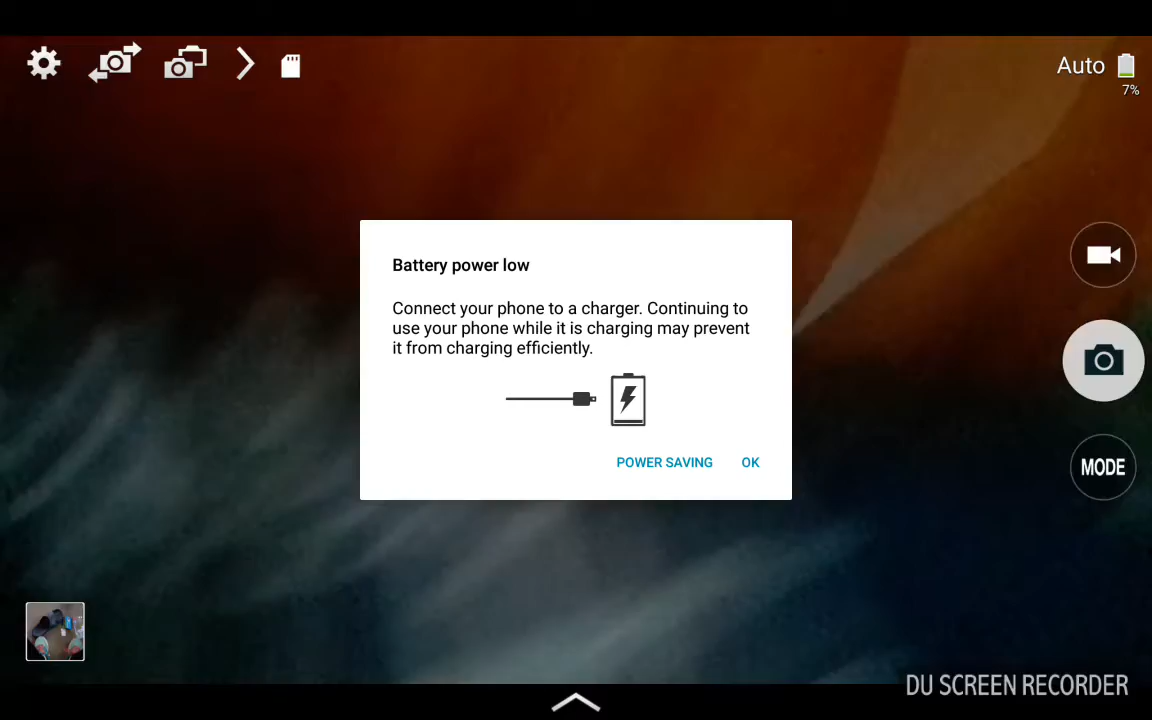 Auto
7%
Battery power low
Connect your phone to a charger. Continuing to
use your phone while it is charging may prevent
it from charging efficiently.
POWER SAVING OK
MODE
DU SCREEN RECORDER